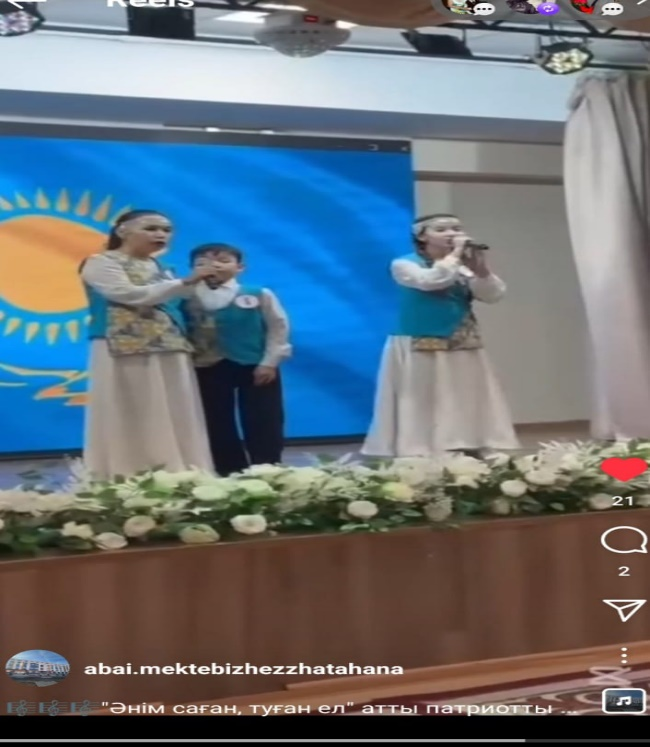 Reels
21
2
abai.mektebizhezzhatahana
"Әнім саған, туған ел" атты патриотты ...